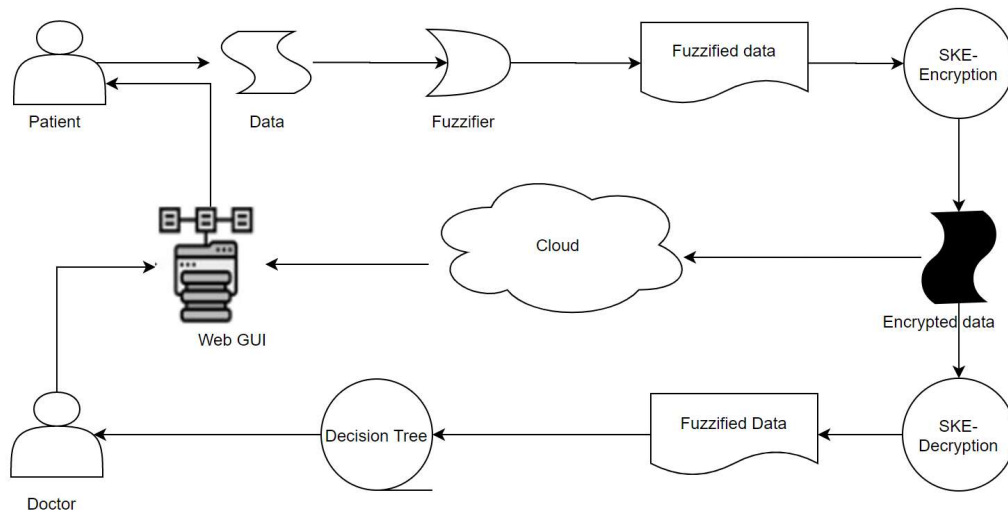 Fuzzified data
SKE-
Encryption
Patient
Data
Fuzzifier
Cloud
Web GUI
Encrypted data
Decision Tree
Fuzzified Data
SKE-
Decryption
Doctor